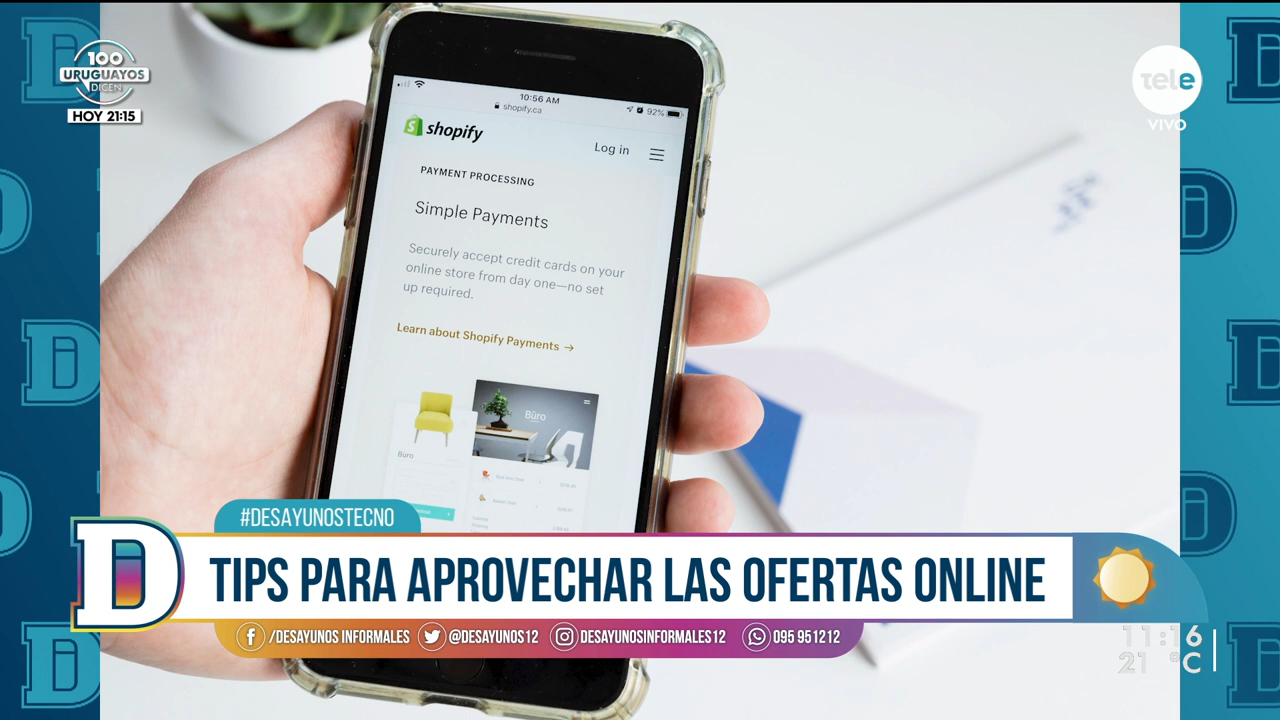 100
URUGUAYOS
DICEN
HOY 21:15
tele
VIVO
10:56 AM
shopify.ca
92%
shopify
Log in
PAYMENT PROCESSING
Simple Payments
Securely accept credit cards on your
online store from day one—no set
up required.
Learn about Shopify Payments →
Büro
Büro
#DESAYUNOSTECNO
D
TIPS PARA APROVECHAR LAS OFERTAS ONLINE
/DESAYUNOS INFORMALES @DESAYUNOS12 DESAYUNOSINFORMALES12 095 951212
11:16
21 °C